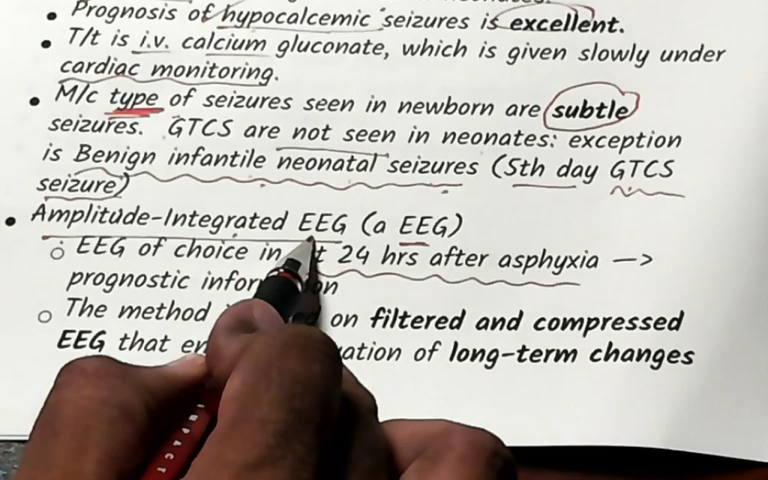 • Prognosis of hypocalcemic seizures is excellent.
• T/t is i.v. calcium gluconate, which is given slowly under
cardiac monitoring.
• M/c type of seizures seen in newborn are subtle
seizures. GTCS are not seen in neonates: exception
is Benign infantile neonatal seizures (5th day GTCS
seizure)
• Amplitude-Integrated EEG (a EEG)
○ EEG of choice in 24 hrs after asphyxia —>
prognostic
○ The method on filtered and compressed
EEG that of long-term changes
IMPACT